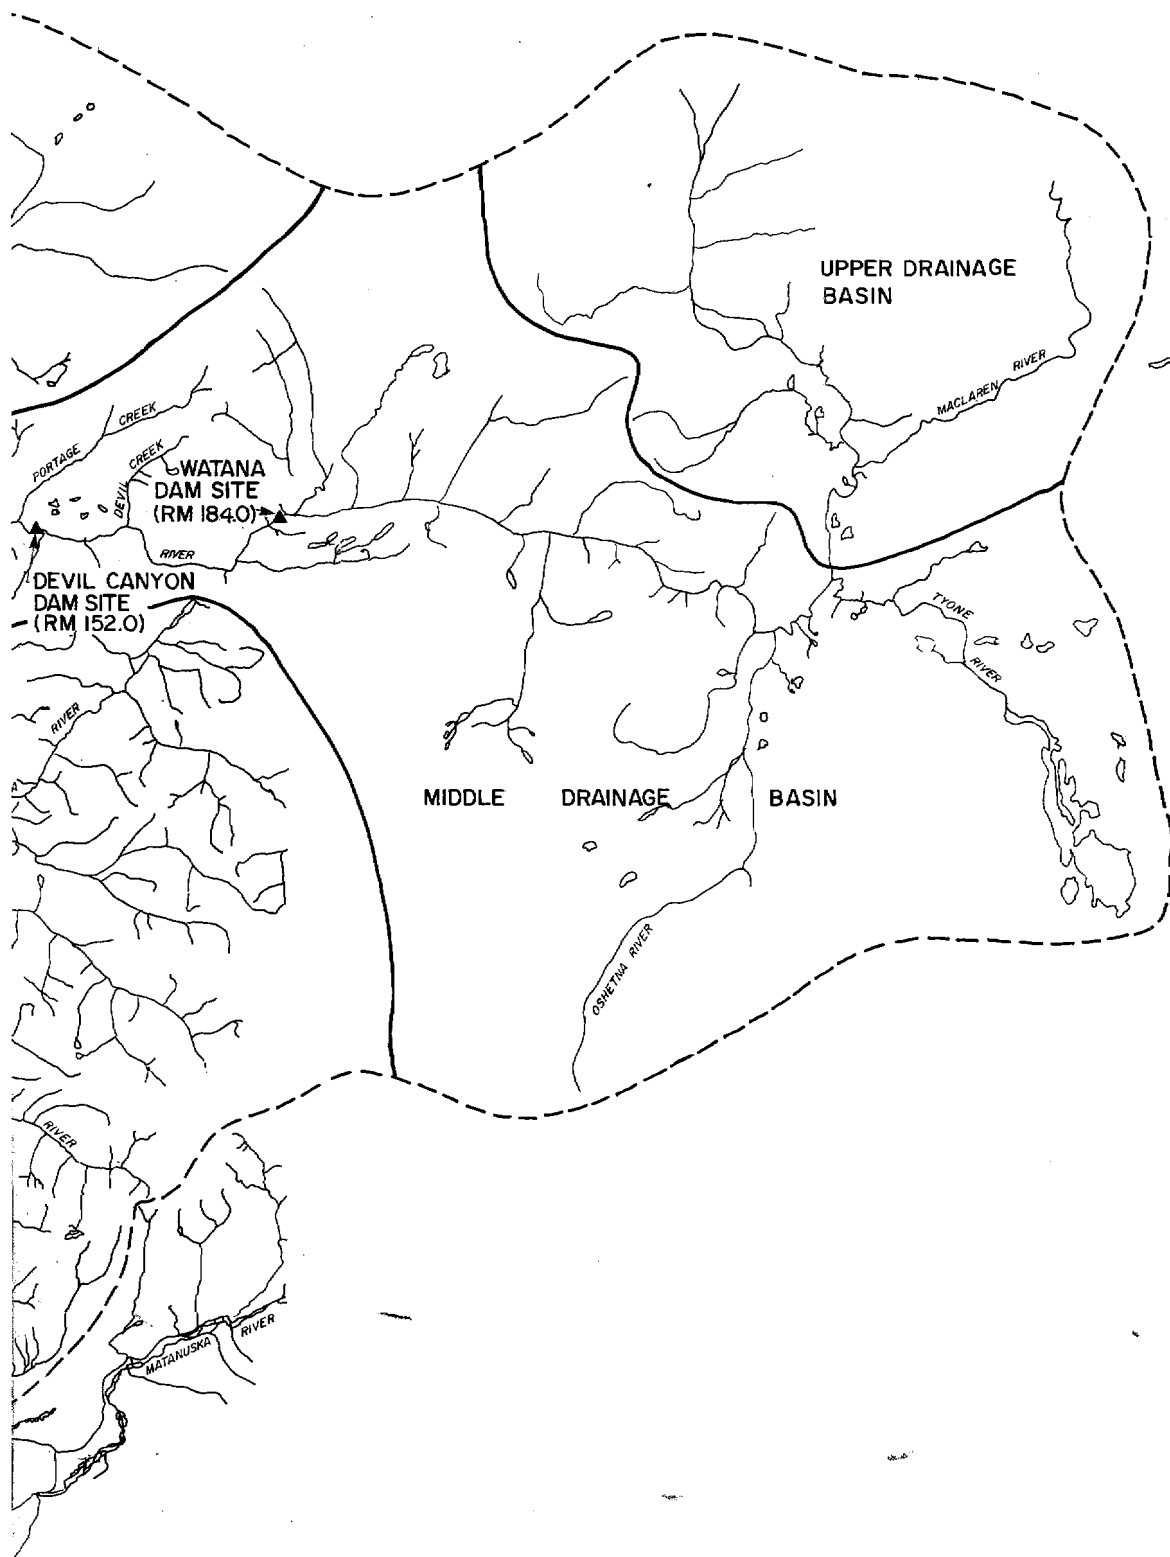 UPPER DRAINAGE
BASIN
MACLAREN RIVER
PORTAGE CREEK
DEVIL CREEK
WATANA
DAM SITE
(RM 184.0)
RIVER
DEVIL CANYON
DAM SITE
(RM 152.0)
TYONE RIVER
RIVER
MIDDLE DRAINAGE BASIN
OSHETNA RIVER
RIVER
MATANUSKA RIVER